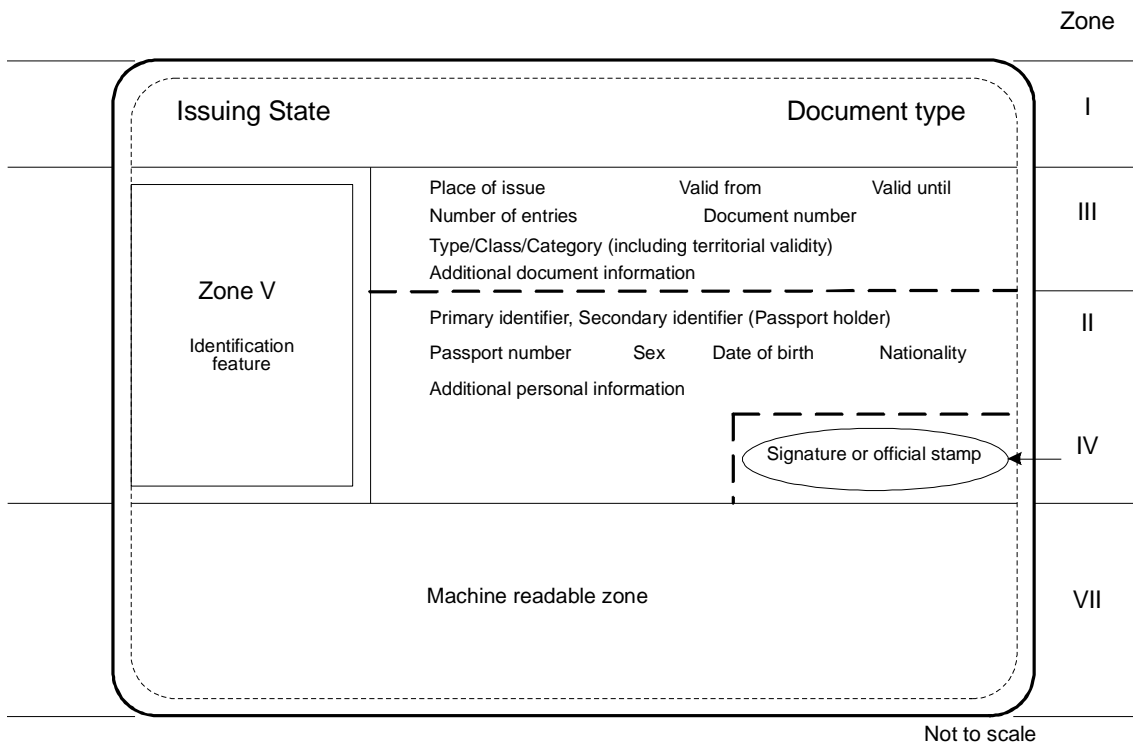 Zone
Issuing State Document type I
Place of issue Valid from Valid until
Number of entries Document number III
Type/Class/Category (including territorial validity)
Additional document information
Zone V
Identification
feature
Primary identifier, Secondary identifier (Passport holder) II
Passport number Sex Date of birth Nationality
Additional personal information
Signature or official stamp IV
Machine readable zone VII
Not to scale